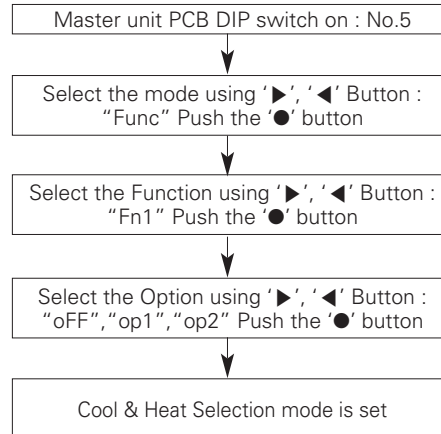 Master unit PCB DIP switch on : No.5
Select the mode using ‘▶’, ‘◀’ Button :
“Func” Push the ‘●’ button
Select the Function using ‘▶’, ‘◀’ Button :
“Fn1” Push the ‘●’ button
Select the Option using ‘▶’, ‘◀’ Button :
“oFF”,“op1”,“op2” Push the ‘●’ button
Cool & Heat Selection mode is set